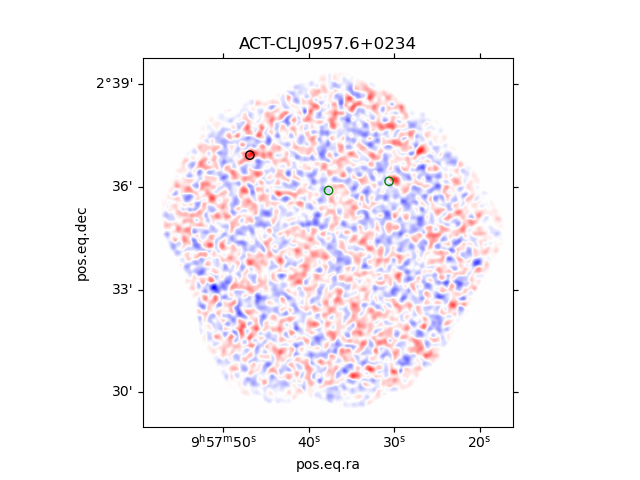 ACT-CLJ0957.6+0234
2°39'
36'
33'
30'
pos.eq.dec
9ʰ57ᵐ50ˢ 40ˢ 30ˢ 20ˢ
pos.eq.ra